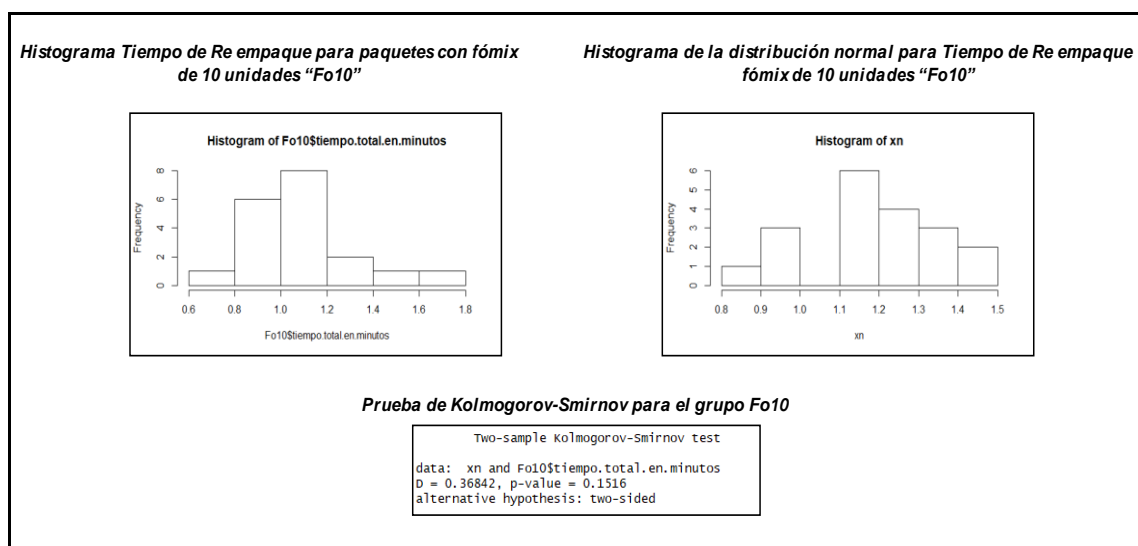 Histograma Tiempo de Re empaque para paquetes con fómix
de 10 unidades “Fo10”
Histogram of Fo10$tiempo.total.en.minutos
Frequency
8
6
4
2
0
0.6 0.8 1.0 1.2 1.4 1.6 1.8
Fo10$tiempo.total.en.minutos
Histograma de la distribución normal para Tiempo de Re empaque
fómix de 10 unidades “Fo10”
Histogram of xn
Frequency
6
5
4
3
2
1
0
0.8 0.9 1.0 1.1 1.2 1.3 1.4 1.5
xn
Prueba de Kolmogorov-Smirnov para el grupo Fo10
Two-sample Kolmogorov-Smirnov test
data: xn and Fo10$tiempo.total.en.minutos
D = 0.36842, p-value = 0.1516
alternative hypothesis: two-sided